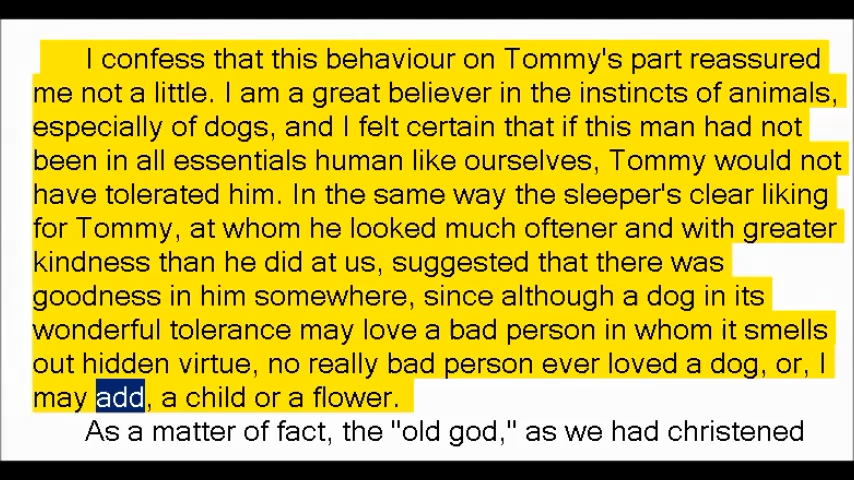 I confess that this behaviour on Tommy's part reassured
me not a little. I am a great believer in the instincts of animals,
especially of dogs, and I felt certain that if this man had not
been in all essentials human like ourselves, Tommy would not
have tolerated him. In the same way the sleeper's clear liking
for Tommy, at whom he looked much oftener and with greater
kindness than he did at us, suggested that there was
goodness in him somewhere, since although a dog in its
wonderful tolerance may love a bad person in whom it smells
out hidden virtue, no really bad person ever loved a dog, or, I
may add, a child or a flower.
As a matter of fact, the "old god," as we had christened